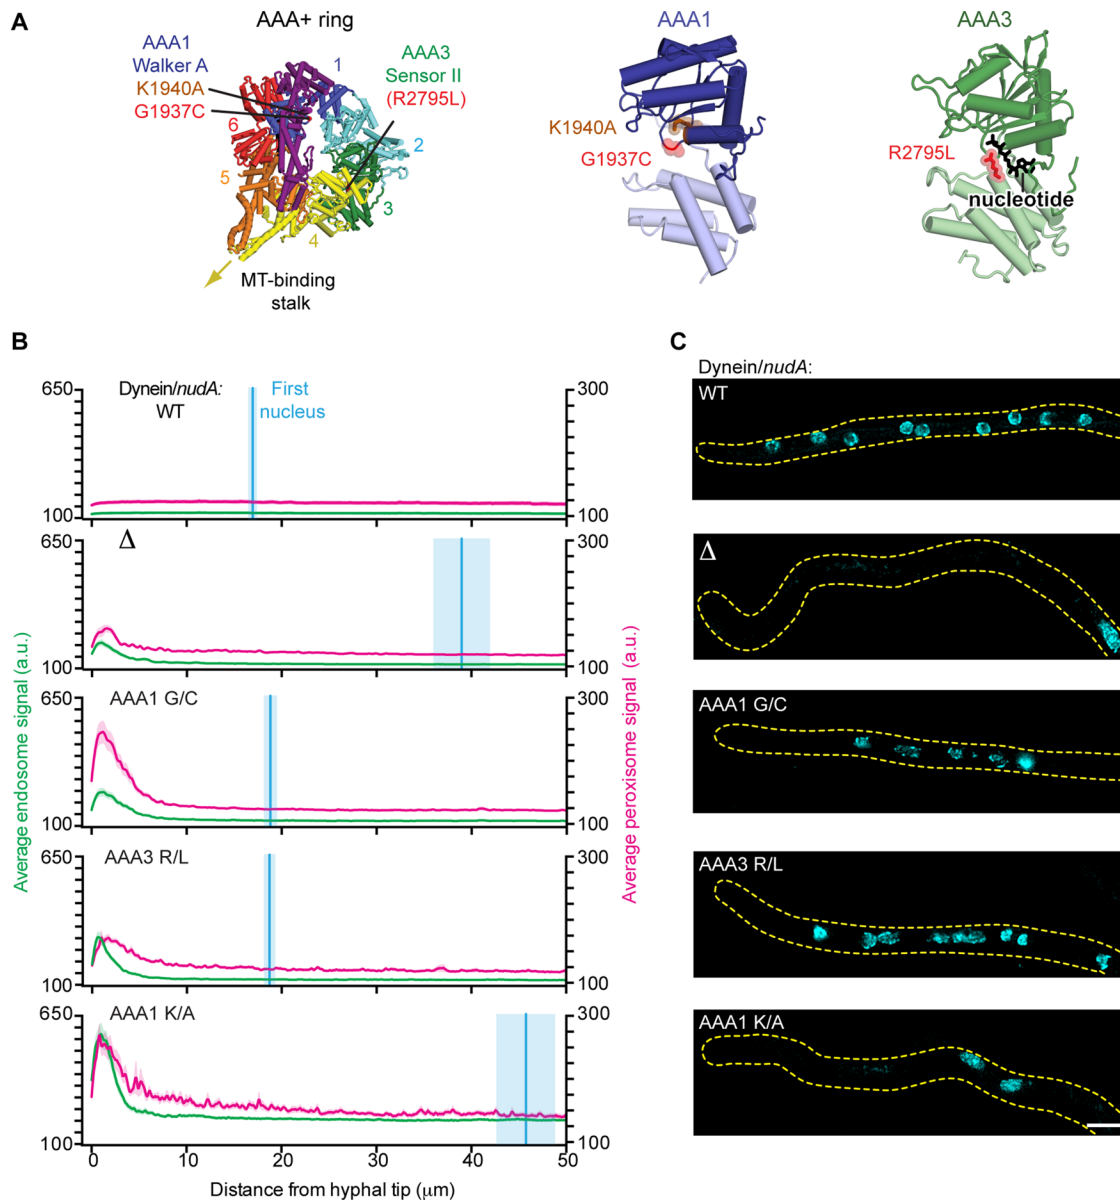 A
AAA+ ring
AAA1
Walker A
K1940A
G1937C
AAA3
Sensor II
(R2795L)
1
2
3
4
5
6
MT-binding
stalk
AAA1
K1940A
G1937C
AAA3
R2795L
nucleotide
B
Average endosome signal (a.u.)
Average peroxisome signal (a.u.)
650
Dynein/nudA:
WT
First
nucleus
300
100
100
650
Δ
300
100
100
650
AAA1 G/C
300
100
100
650
AAA3 R/L
300
100
100
650
AAA1 K/A
300
100
100
0
10
20
30
40
50
Distance from hyphal tip (μm)
C
Dynein/nudA:
WT
Δ
AAA1 G/C
AAA3 R/L
AAA1 K/A